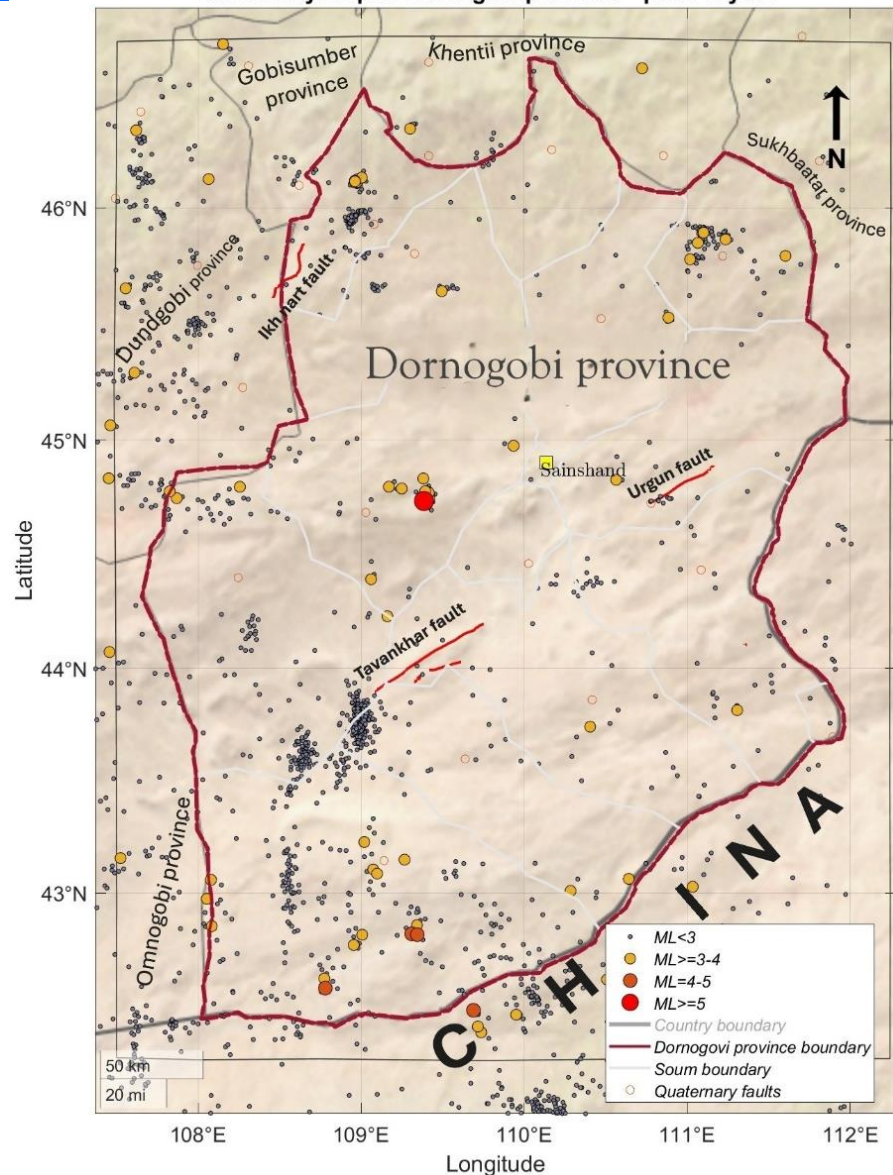 Khentii province
Gobisumber
province
Sukhbaatar province
N
46°N
Dundgobi province
Ikh nart fault
Dornogobi province
45°N
Sainshand
Urgun fault
Latitude
Tavankhar fault
44°N
CHINA
43°N
Omnogobi province
ML<3
ML>=3-4
ML=4-5
ML>=5
Country boundary
Dornogovi province boundary
Soum boundary
Quaternary faults
50 km
20 mi
108°E
109°E
110°E
111°E
112°E
Longitude